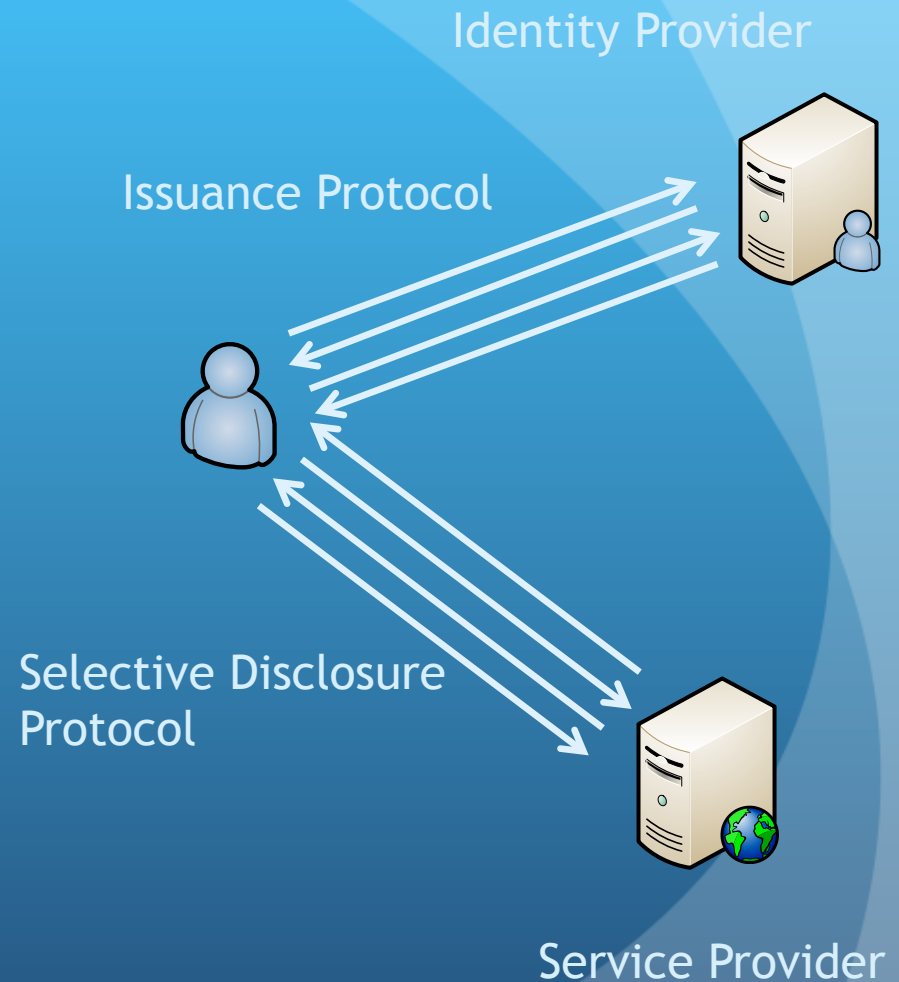 Identity Provider
Issuance Protocol
Selective Disclosure
Protocol
Service Provider